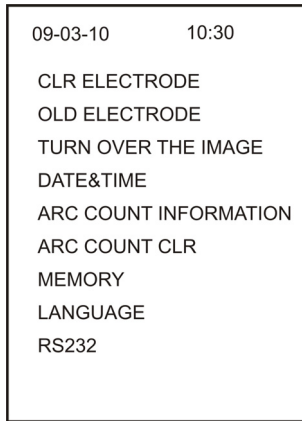 09-03-10 10:30
CLR ELECTRODE
OLD ELECTRODE
TURN OVER THE IMAGE
DATE&TIME
ARC COUNT INFORMATION
ARC COUNT CLR
MEMORY
LANGUAGE
RS232